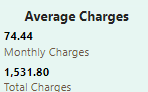 Average Charges
74.44
Monthly Charges
1,531.80
Total Charges